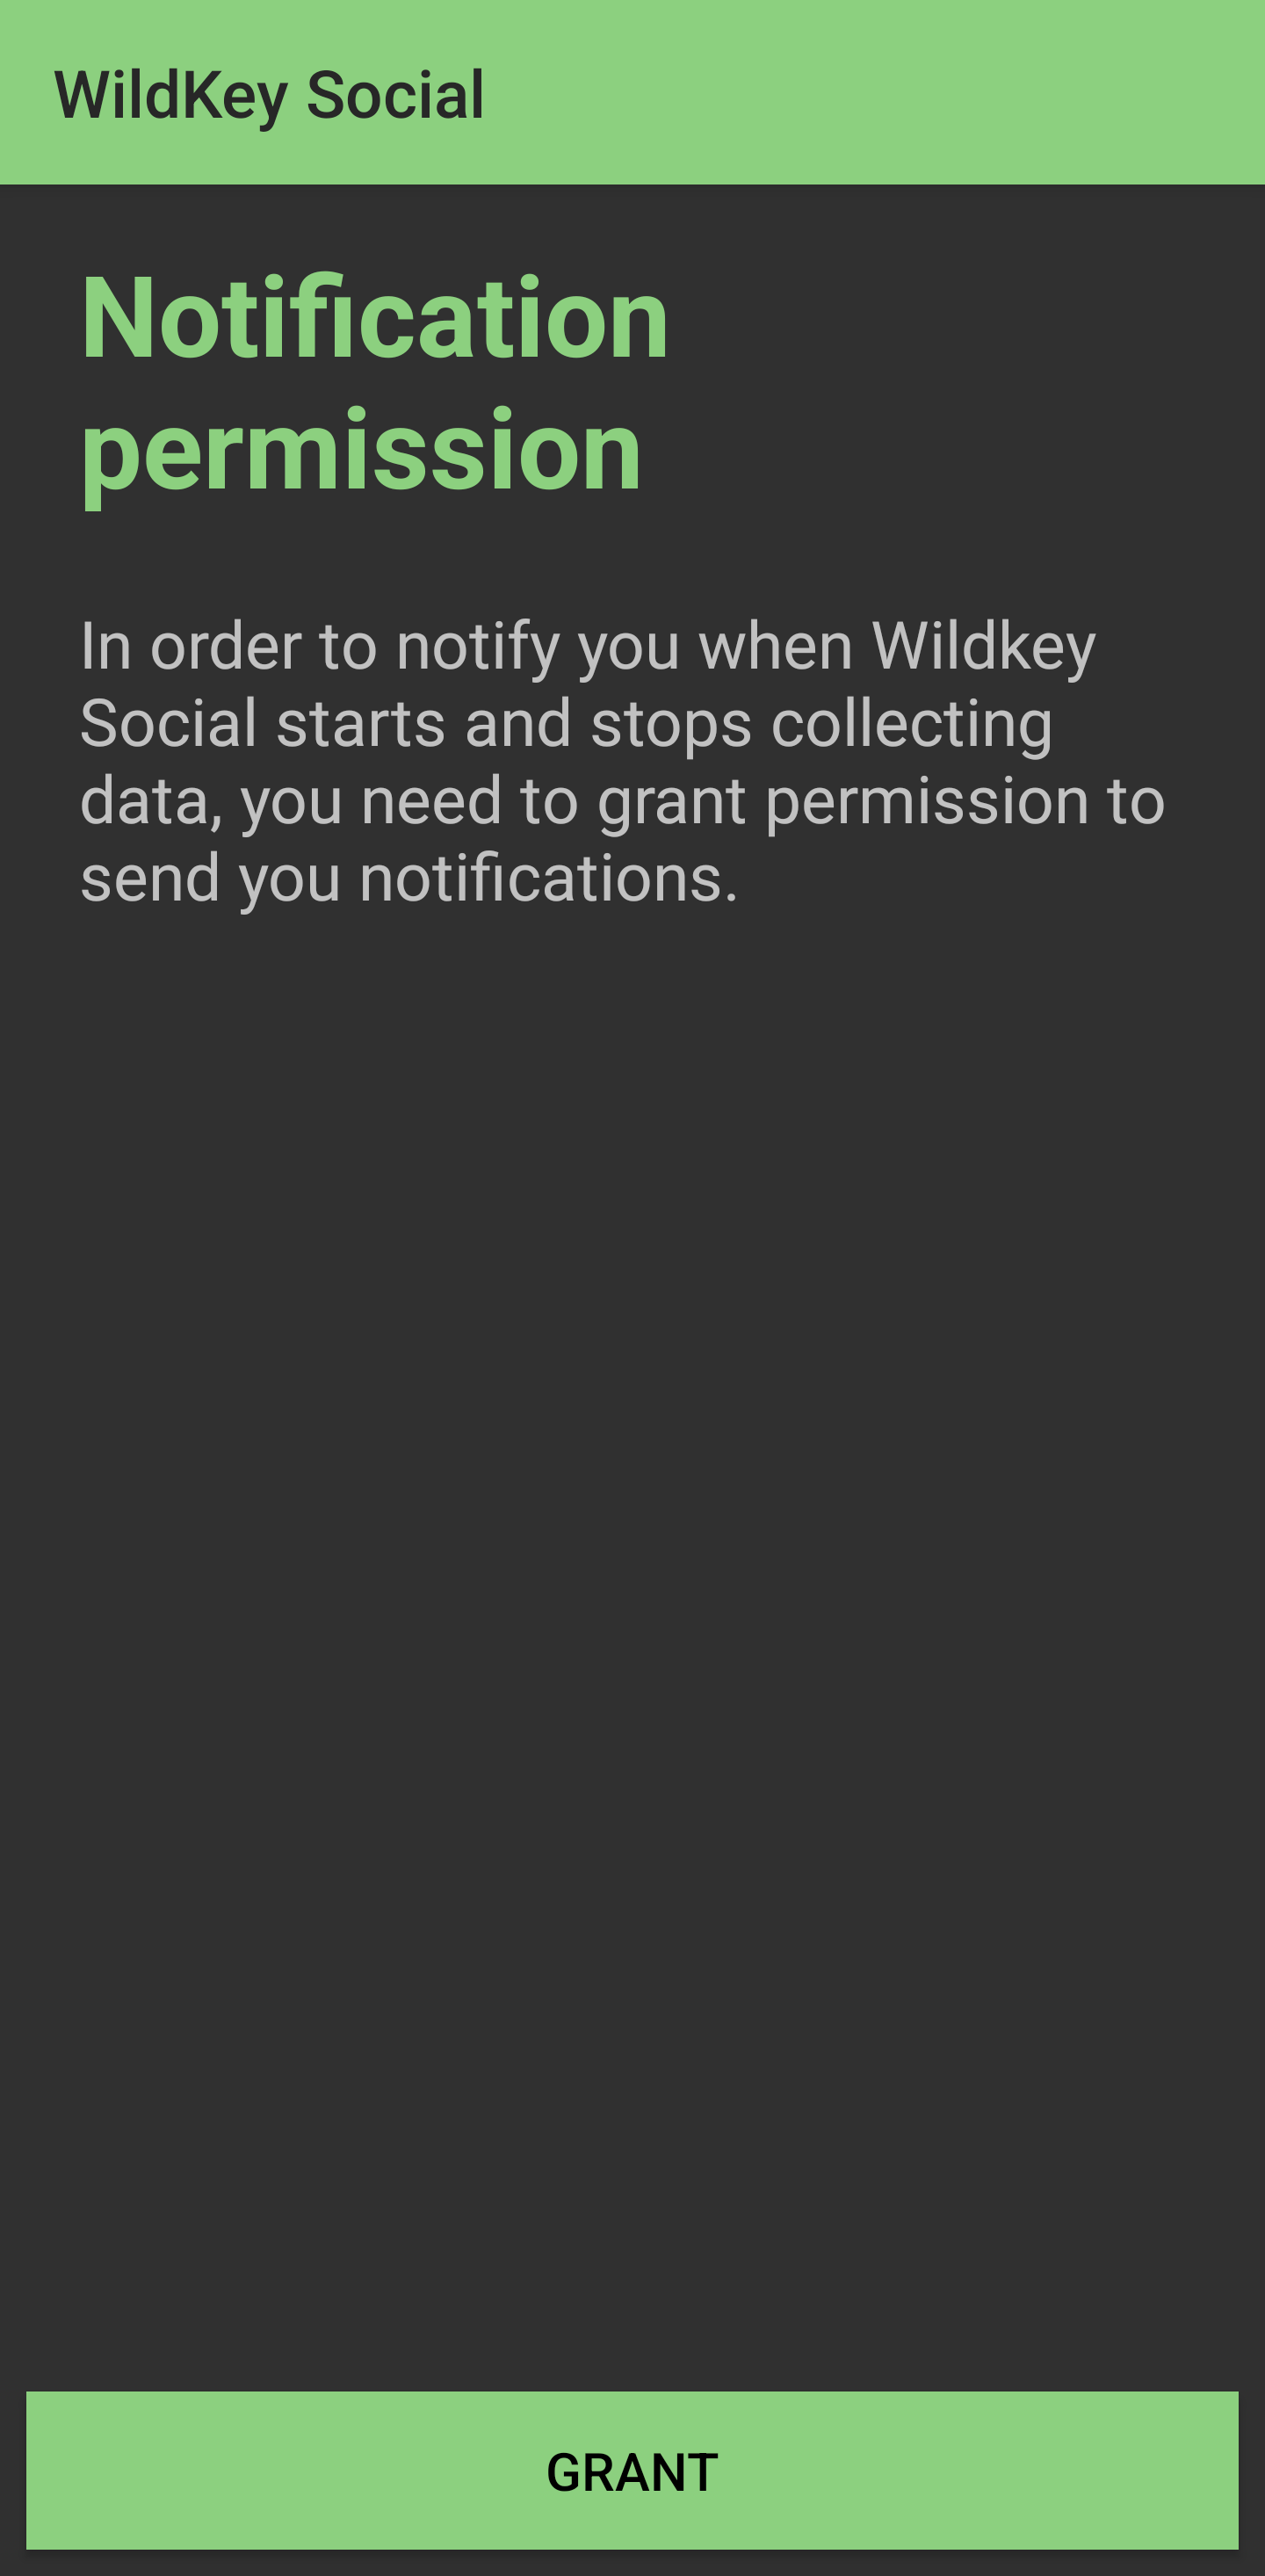 WildKey Social
Notification
permission
In order to notify you when Wildkey
Social starts and stops collecting
data, you need to grant permission to
send you notifications.
GRANT